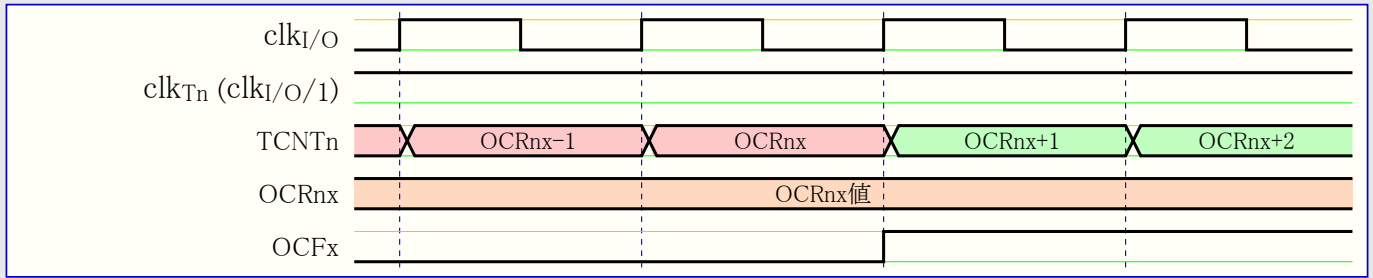 clkI/O
clkTn (clkI/O/1)
TCNTn OCRnx-1 OCRnx OCRnx+1 OCRnx+2
OCRnx OCRnx値
OCFx